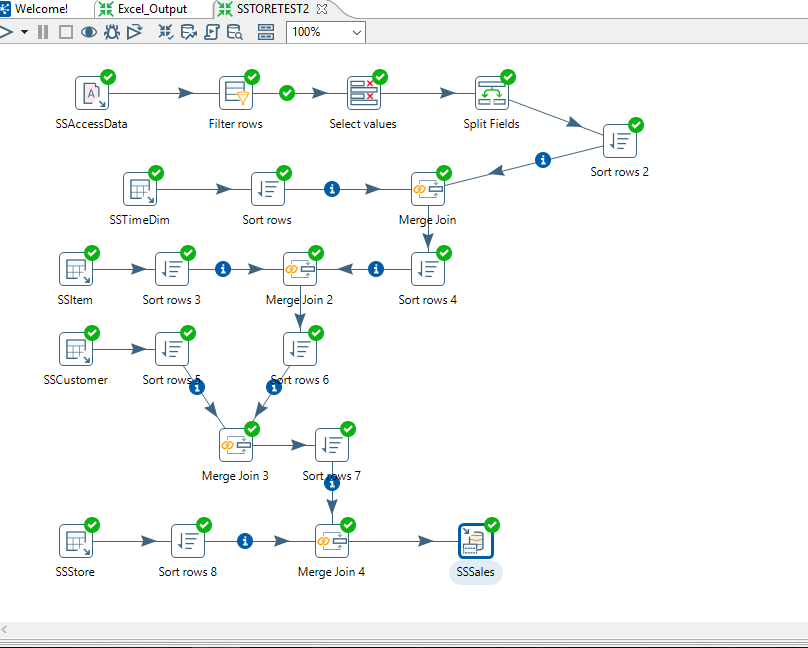 Welcome!
Excel_Output
SSTORETEST2
100%
SSAccessData
Filter rows
Select values
Split Fields
Sort rows 2
SSTimeDim
Sort rows
Merge Join
SSItem
Sort rows 3
Merge Join 2
Sort rows 4
SSCustomer
Sort rows 5
Sort rows 6
Merge Join 3
Sort rows 7
SSStore
Sort rows 8
Merge Join 4
SSSales